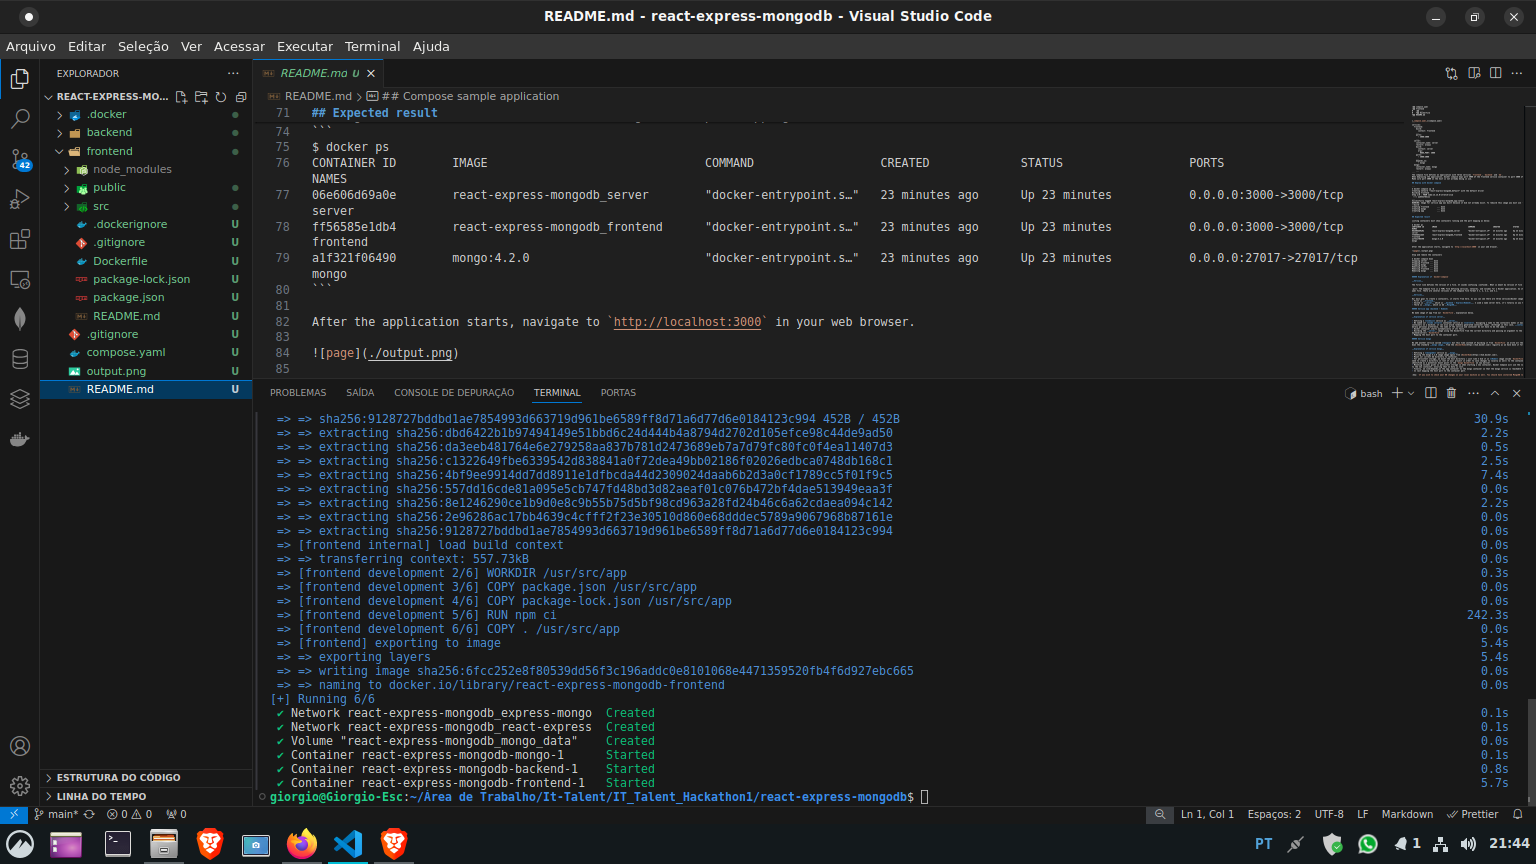 README.md - react-express-mongodb - Visual Studio Code
Arquivo Editar Seleção Ver Acessar Executar Terminal Ajuda
EXPLORADOR
REACT-EXPRESS-MO...
.docker
backend
frontend
node_modules
public
src
.dockerignore U
.gitignore U
Dockerfile U
package-lock.json U
package.json U
README.md U
.gitignore U
compose.yaml U
output.png U
README.md U
ESTRUTURA DO CÓDIGO
LINHA DO TEMPO
42
README.md U
README.md > ## Compose sample application
71 ## Expected result
74 ```
75 $ docker ps
76 CONTAINER ID IMAGE COMMAND CREATED STATUS PORTS
NAMES
77 06e606d69a0e react-express-mongodb_server "docker-entrypoint.s…" 23 minutes ago Up 23 minutes 0.0.0.0:3000->3000/tcp
server
78 ff56585e1db4 react-express-mongodb_frontend "docker-entrypoint.s…" 23 minutes ago Up 23 minutes 0.0.0.0:3000->3000/tcp
frontend
79 a1f321f06490 mongo:4.2.0 "docker-entrypoint.s…" 23 minutes ago Up 23 minutes 0.0.0.0:27017->27017/tcp
mongo
80 ```
81
82 After the application starts, navigate to `http://localhost:3000` in your web browser.
83
84 ![page](./output.png)
85
PROBLEMAS SAÍDA CONSOLE DE DEPURAÇÃO TERMINAL PORTAS
bash
=> => sha256:9128727bddbd1ae7854993d663719d961be6589ff8d71a6d77d6e0184123c994 452B / 452B 30.9s
=> => extracting sha256:dbd6422b1b97494149e51bbd6c24d444b4a8794d2702d105efce98c44de9ad50 2.2s
=> => extracting sha256:da3eeb481764e6e279258aa837b781d2473689eb7a7d79fc80fc0f4ea11407d3 0.5s
=> => extracting sha256:c1322649fbe6339542d838841a0f72dea49bb02186f02026edbca0748db168c1 2.5s
=> => extracting sha256:4bf9ee9914dd7dd8911e1dfbcda44d2309024daab6b2d3a0cf1789cc5f01f9c5 7.4s
=> => extracting sha256:557dd16cde81a095e5cb747fd48bd3d82aeaf01c076b472bf4dae513949eaa3f 0.0s
=> => extracting sha256:8e1246290ce1b9d0e8c9b55b75d5bf98cd963a28fd24b46c6a62cdaea094c142 2.2s
=> => extracting sha256:2e96286ac17bb4639c4cfff2f23e30510d860e68dddec5789a9067968b87161e 0.0s
=> => extracting sha256:9128727bddbd1ae7854993d663719d961be6589ff8d71a6d77d6e0184123c994 0.0s
=> [frontend internal] load build context 0.0s
=> => transferring context: 557.73kB 0.0s
=> [frontend development 2/6] WORKDIR /usr/src/app 0.3s
=> [frontend development 3/6] COPY package.json /usr/src/app 0.0s
=> [frontend development 4/6] COPY package-lock.json /usr/src/app 0.0s
=> [frontend development 5/6] RUN npm ci 242.3s
=> [frontend development 6/6] COPY . /usr/src/app 0.0s
=> [frontend] exporting to image 5.4s
=> => exporting layers 5.4s
=> => writing image sha256:6fcc252e8f80539dd56f3c196addc0e8101068e4471359520fb4f6d927ebc665 0.0s
=> => naming to docker.io/library/react-express-mongodb-frontend 0.0s
[+] Running 6/6
✔ Network react-express-mongodb_express-mongo Created 0.1s
✔ Network react-express-mongodb_react-express Created 0.1s
✔ Volume "react-express-mongodb_mongo_data" Created 0.0s
✔ Container react-express-mongodb-mongo-1 Started 0.1s
✔ Container react-express-mongodb-backend-1 Started 0.8s
✔ Container react-express-mongodb-frontend-1 Started 5.7s
giorgio@Giorgio-Esc:~/Área de Trabalho/It-Talent/IT_Talent_Hackathon1/react-express-mongodb$
main* 0 0 0 Ln 1, Col 1 Espaços: 2 UTF-8 LF Markdown Prettier
PT 1 21:44